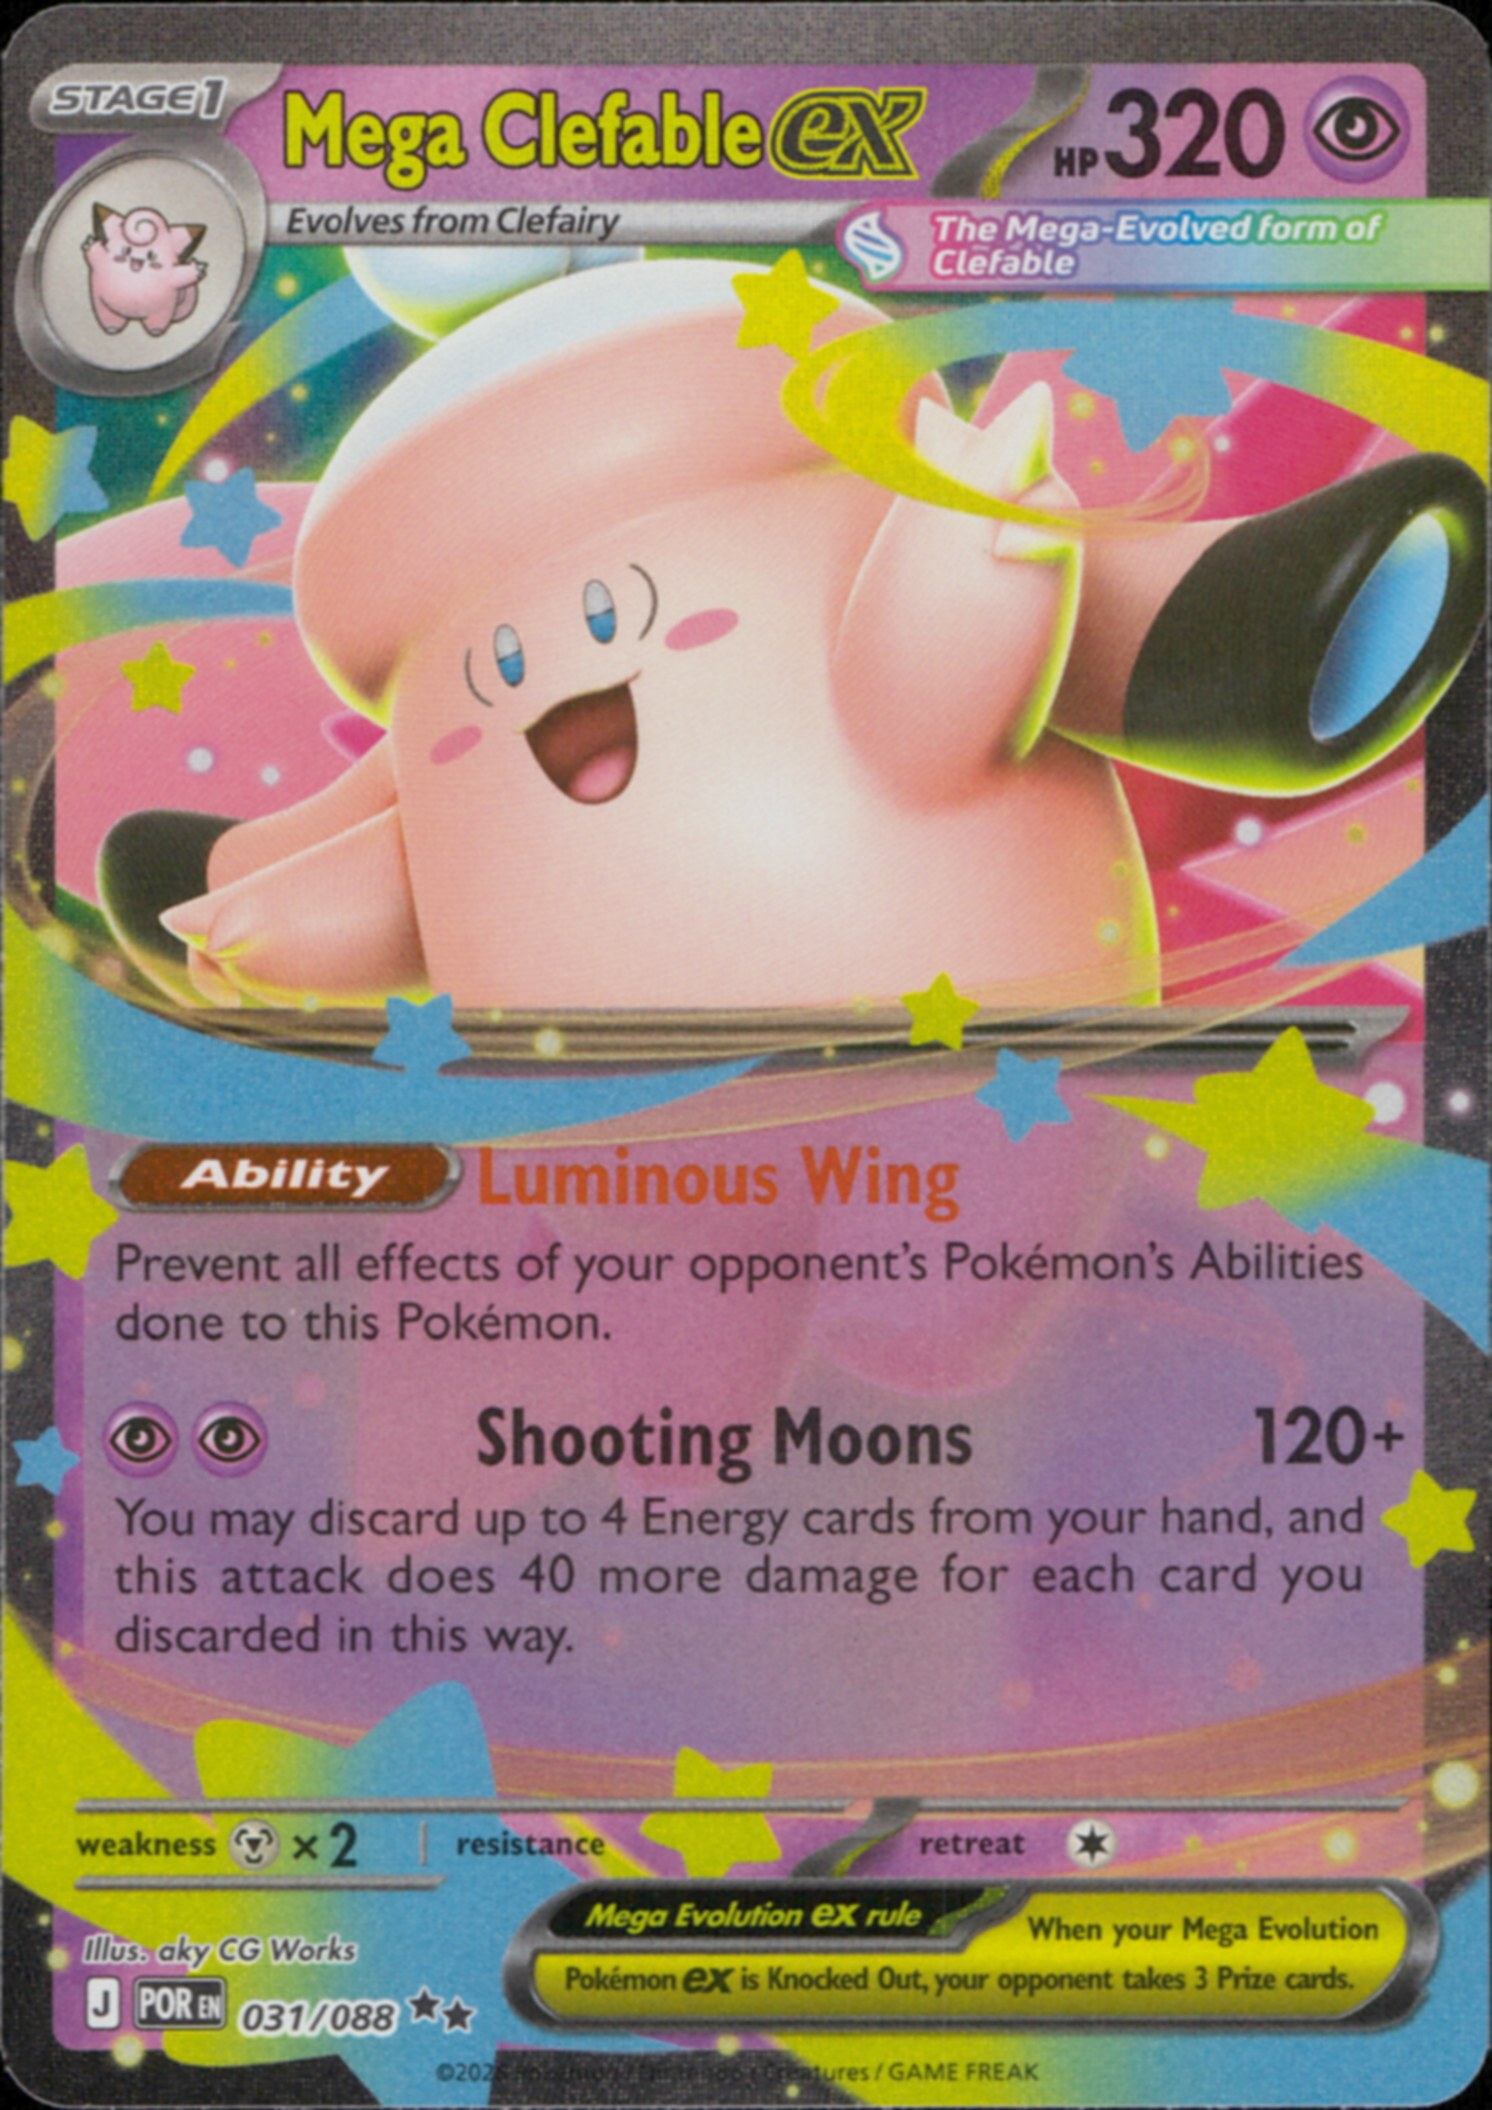 STAGE 1
Mega Clefable ex
HP 320
Evolves from Clefairy
The Mega-Evolved form of
Clefable
Ability Luminous Wing
Prevent all effects of your opponent's Pokémon's Abilities
done to this Pokémon.
Shooting Moons 120+
You may discard up to 4 Energy cards from your hand, and
this attack does 40 more damage for each card you
discarded in this way.
weakness ×2 resistance retreat
Mega Evolution ex rule When your Mega Evolution
Pokémon ex is Knocked Out, your opponent takes 3 Prize cards.
Illus. aky CG Works
J POR EN 031/088
Creatures / GAME FREAK